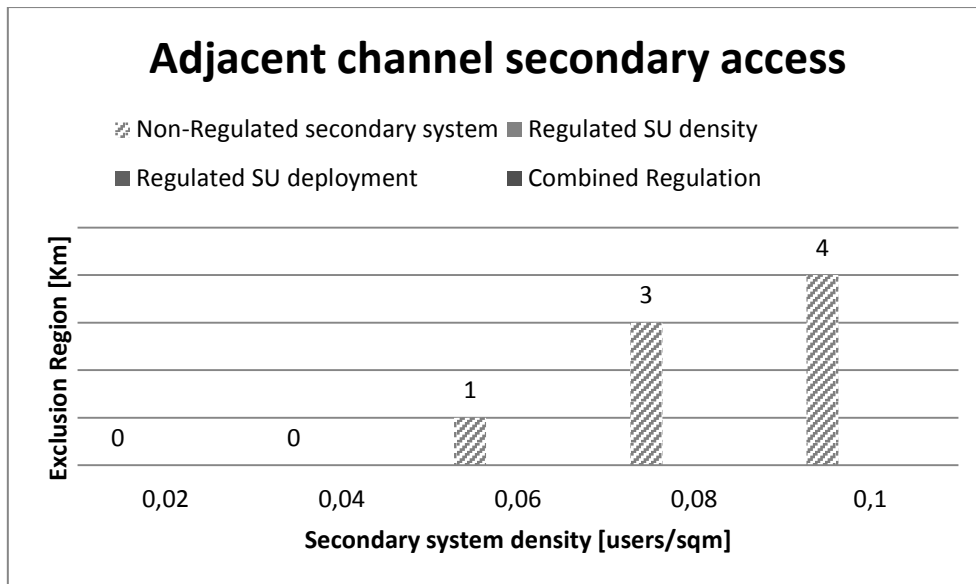 Adjacent channel secondary access
Non-Regulated secondary system
Regulated SU density
Regulated SU deployment
Combined Regulation
Exclusion Region [Km]
4
3
1
0
0
0,02
0,04
0,06
0,08
0,1
Secondary system density [users/sqm]